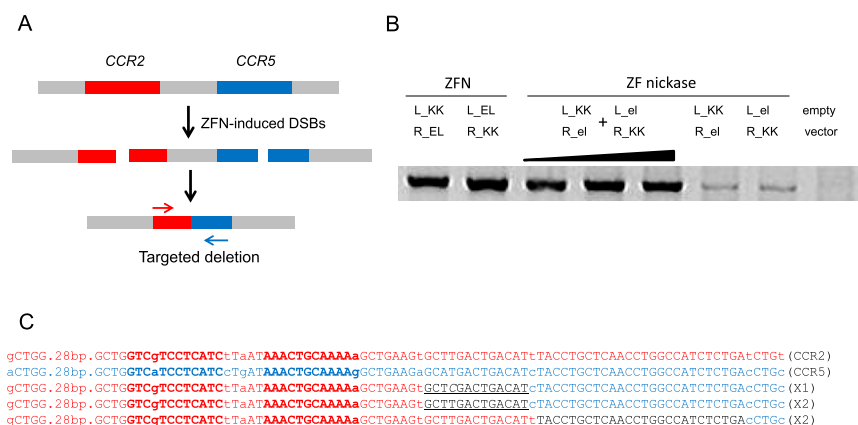 A
CCR2 CCR5
ZFN-induced DSBs
Targeted deletion
B
ZFN ZF nickase
L_KK L_EL L_KK L_el L_KK L_el empty
+
R_EL R_KK R_el R_KK R_el R_KK vector
C
gCTGG.28bp.GCTGGTCgTCCTCATCtTaATAAACTGCAAAAaGCTGAAGtGCTTGACTGACATtTACCTGCTCAACCTGGCCATCTCTGAtCTGt(CCR2)
aCTGG.28bp.GCTGGTCaTCCTCATCcTgATAAACTGCAAAAgGCTGAAGaGCATGACTGACATcTACCTGCTCAACCTGGCCATCTCTGAcCTGc(CCR5)
gCTGG.28bp.GCTGGTCgTCCTCATCtTaATAAACTGCAAAAaGCTGAAGtGCTCGACTGACATcTACCTGCTCAACCTGGCCATCTCTGAcCTGc(X1)
gCTGG.28bp.GCTGGTCgTCCTCATCtTaATAAACTGCAAAAaGCTGAAGtGCTTGACTGACATcTACCTGCTCAACCTGGCCATCTCTGAcCTGc(X2)
gCTGG.28bp.GCTGGTCgTCCTCATCtTaATAAACTGCAAAAaGCTGAAGtGCTTGACTGACATtTACCTGCTCAACCTGGCCATCTCTGAcCTGc(X2)